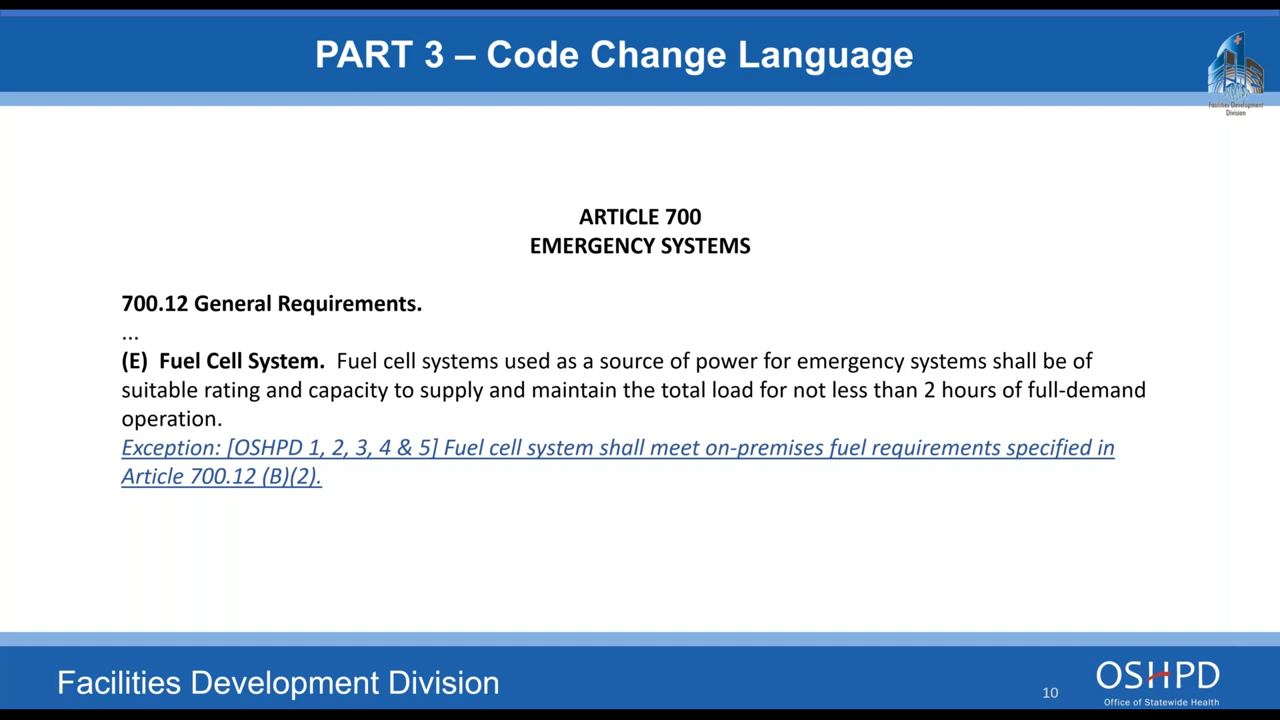 PART 3 – Code Change Language
Facilities Development
Division
ARTICLE 700
EMERGENCY SYSTEMS
700.12 General Requirements.
...
(E) Fuel Cell System. Fuel cell systems used as a source of power for emergency systems shall be of
suitable rating and capacity to supply and maintain the total load for not less than 2 hours of full-demand
operation.
Exception: [OSHPD 1, 2, 3, 4 & 5] Fuel cell system shall meet on-premises fuel requirements specified in
Article 700.12 (B)(2).
Facilities Development Division
10
OSHPD
Office of Statewide Health